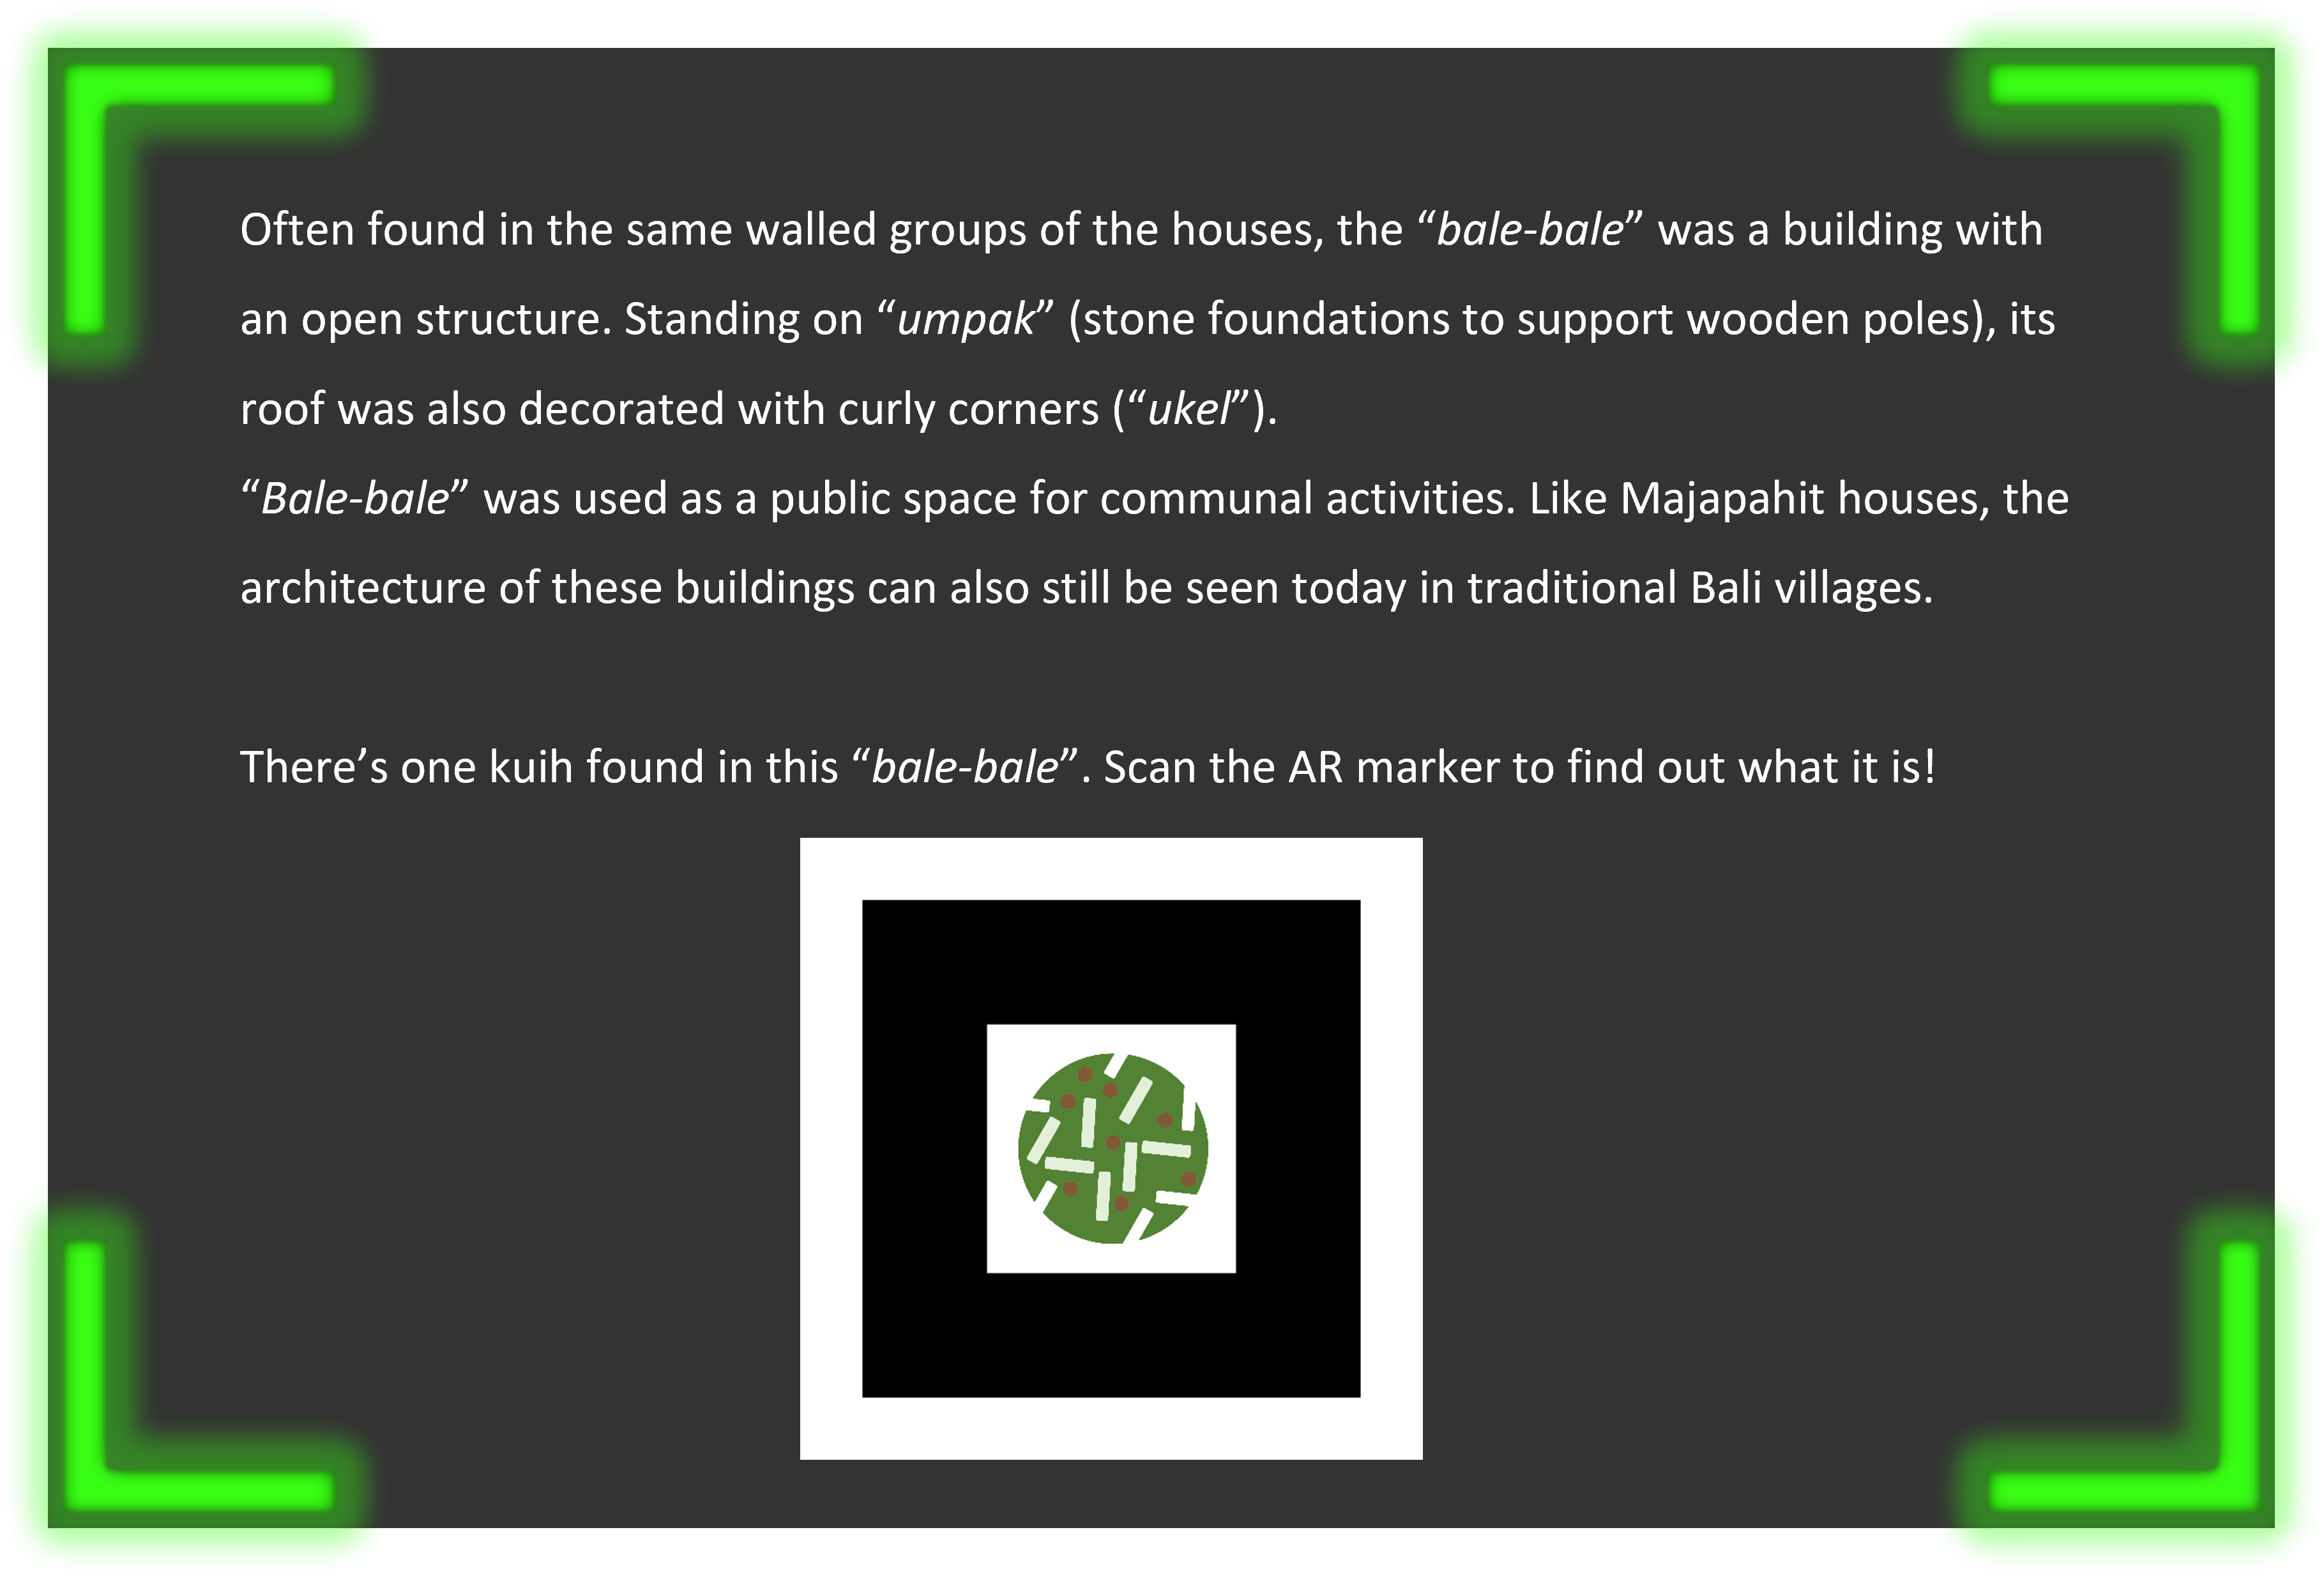 Often found in the same walled groups of the houses, the “bale-bale” was a building with
an open structure. Standing on “umpak” (stone foundations to support wooden poles), its
roof was also decorated with curly corners (“ukel”).
“Bale-bale” was used as a public space for communal activities. Like Majapahit houses, the
architecture of these buildings can also still be seen today in traditional Bali villages.
There’s one kuih found in this “bale-bale”. Scan the AR marker to find out what it is!